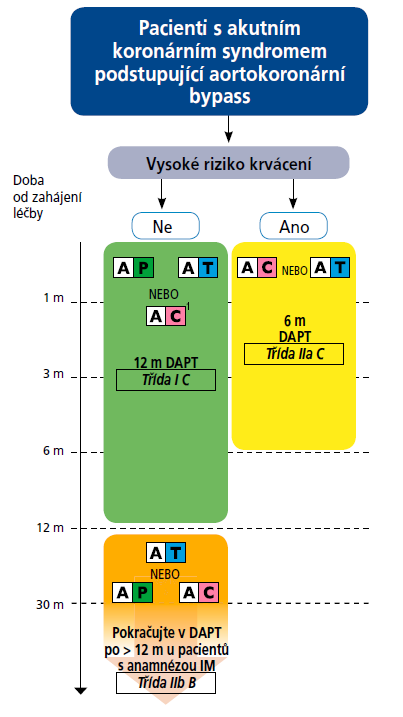 Pacienti s akutním
koronárním syndromem
podstupující aortokoronární
bypass
Vysoké riziko krvácení
Doba
od zahájení
léčby
Ne
Ano
A P A T
NEBO
A C 1
12 m DAPT
Třída I C
A C NEBO A T
6 m
DAPT
Třída IIa C
1 m
3 m
6 m
12 m
30 m
A T
NEBO
A P A C
Pokračujte v DAPT
po > 12 m u pacientů
s anamnézou IM
Třída IIb B